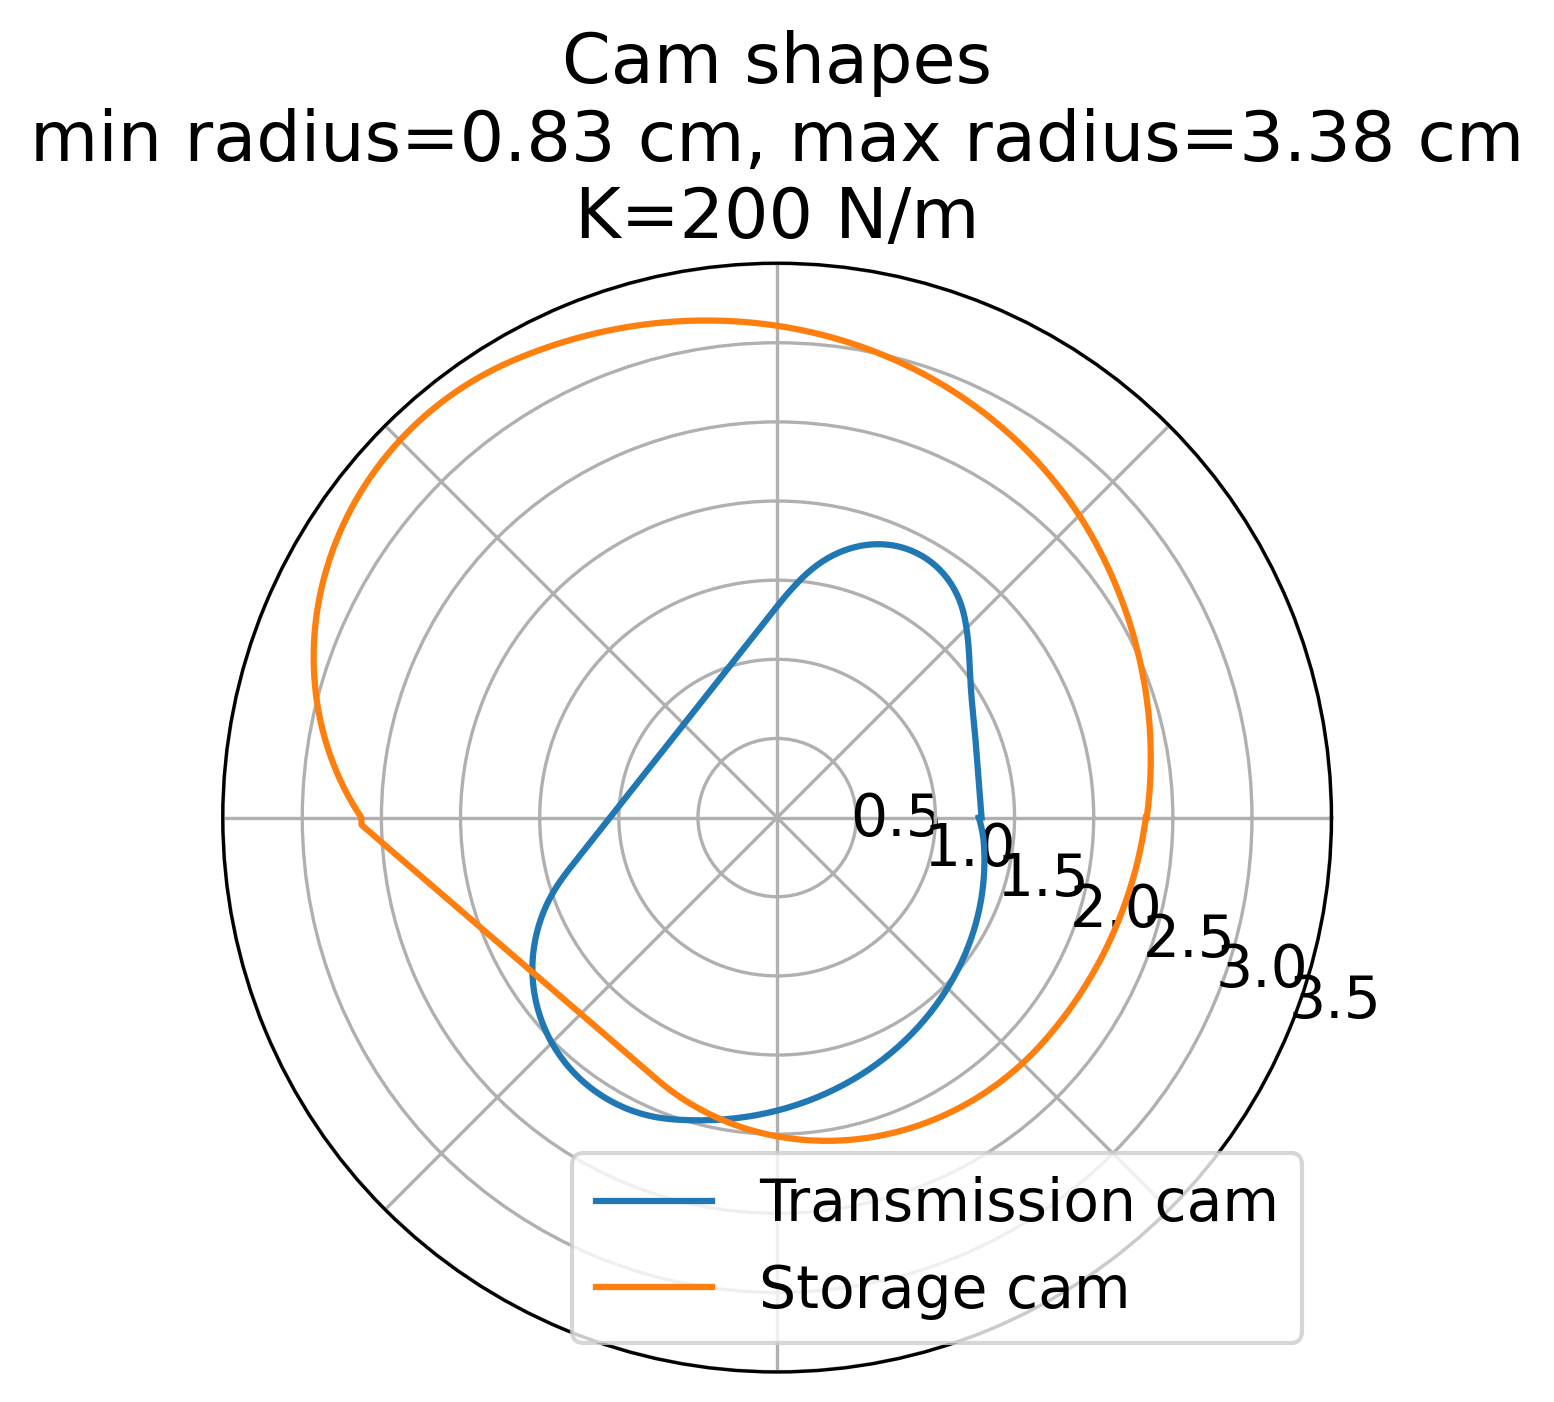 Cam shapes
min radius=0.83 cm, max radius=3.38 cm
K=200 N/m
0.5
1.0
1.5
2.0
2.5
3.0
3.5
Transmission cam
Storage cam